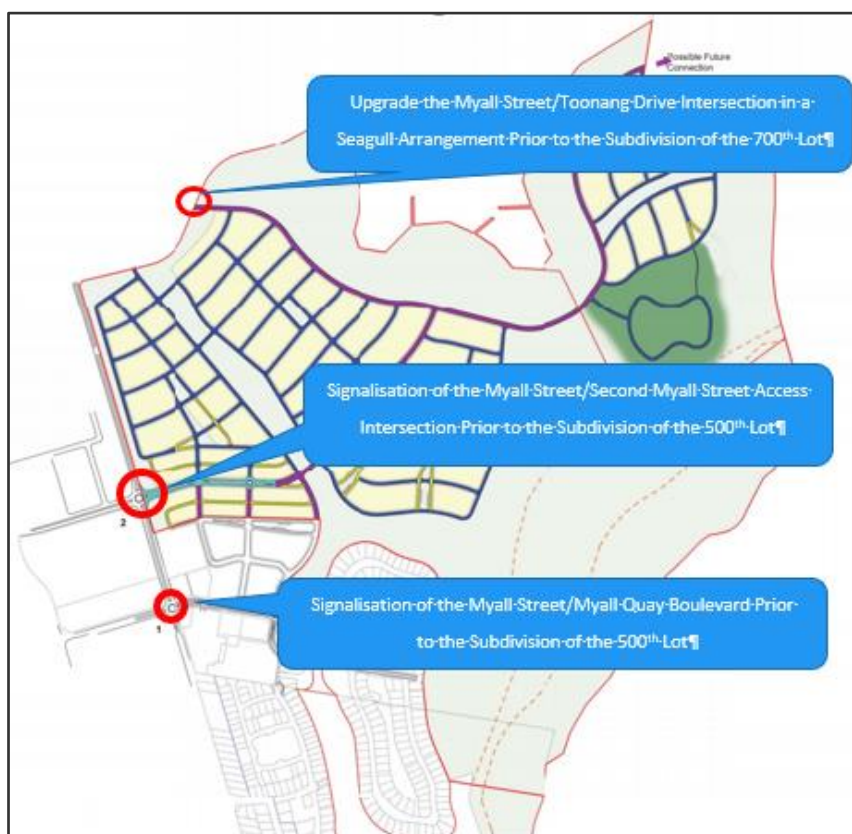 Possible Future
Connection
Upgrade·the·Myall·Street/Toonang·Drive·Intersection·in·a·
Seagull·Arrangement·Prior·to·the·Subdivision·of·the·700th·Lot¶
Signalisation·of·the·Myall·Street/Second·Myall·Street·Access·
Intersection·Prior·to·the·Subdivision·of·the·500th·Lot¶
2
Signalisation·of·the·Myall·Street/Myall·Quay·Boulevard·Prior·
to·the·Subdivision·of·the·500th·Lot¶
1